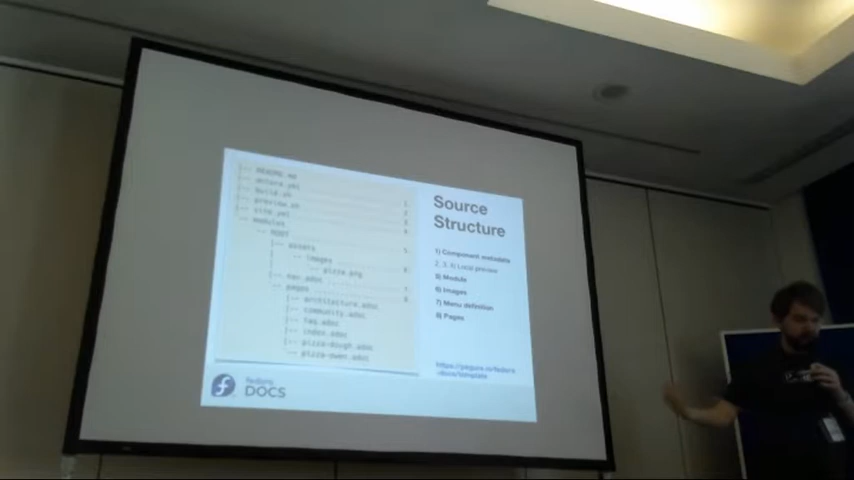 |-- README.md
|-- antora.yml
|-- build.sh
|-- preview.sh
|-- site.yml
`-- modules
`-- ROOT
|-- assets
`-- images
`-- pizza.png
|-- nav.adoc
`-- pages
|-- architecture.adoc
|-- community.adoc
|-- faq.adoc
|-- index.adoc
|-- pizza-dough.adoc
`-- pizza-oven.adoc
Source
Structure
1) Component metadata
2, 3, 4) Local preview
5) Module
6) Images
7) Menu definition
8) Pages
https://pagure.io/fedora
-docs/template
fedora
DOCS